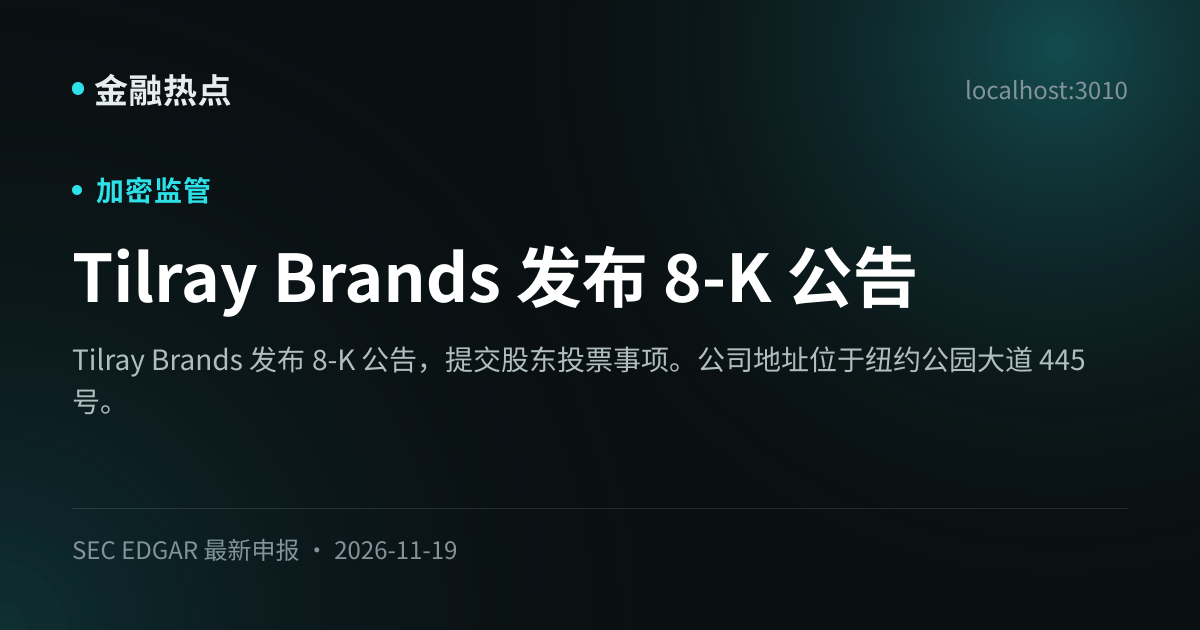 金融热点
localhost:3010
加密监管
Tilray Brands 发布 8-K 公告
Tilray Brands 发布 8-K 公告，提交股东投票事项。公司地址位于纽约公园大道 445
号。
SEC EDGAR 最新申报 · 2026-11-19